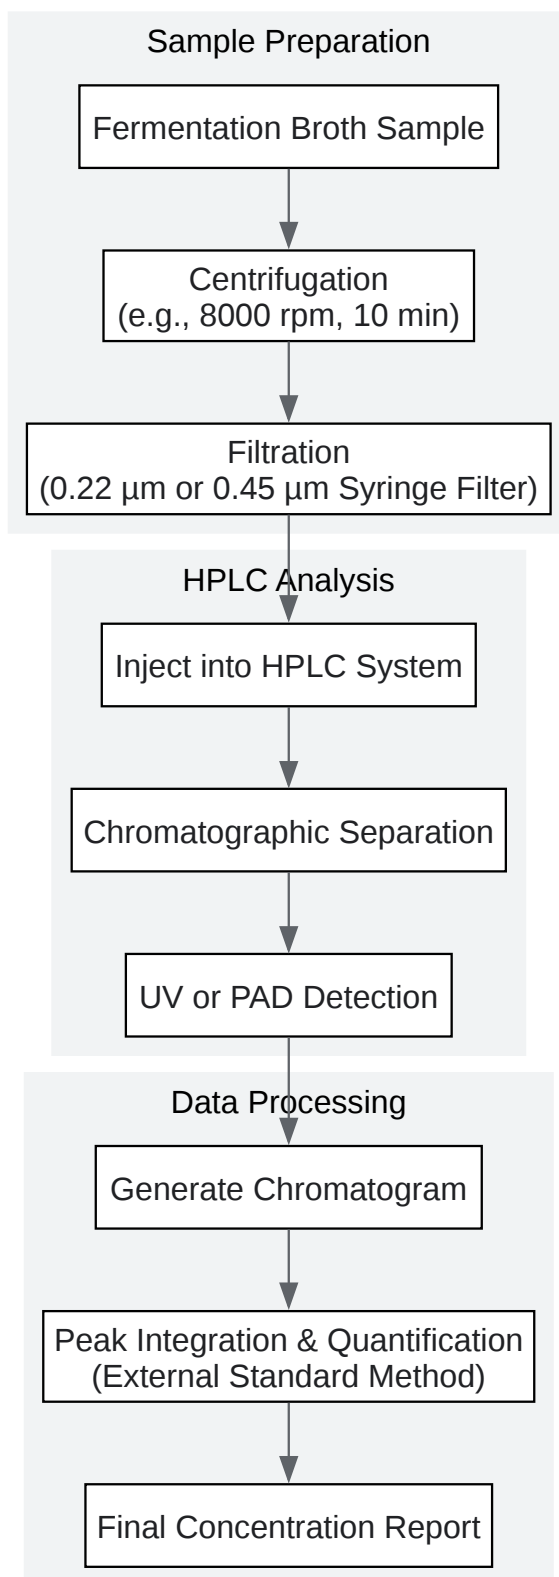 Sample Preparation
Fermentation Broth Sample
Centrifugation
(e.g., 8000 rpm, 10 min)
Filtration
(0.22 µm or 0.45 µm Syringe Filter)
HPLC Analysis
Inject into HPLC System
Chromatographic Separation
UV or PAD Detection
Data Processing
Generate Chromatogram
Peak Integration & Quantification
(External Standard Method)
Final Concentration Report